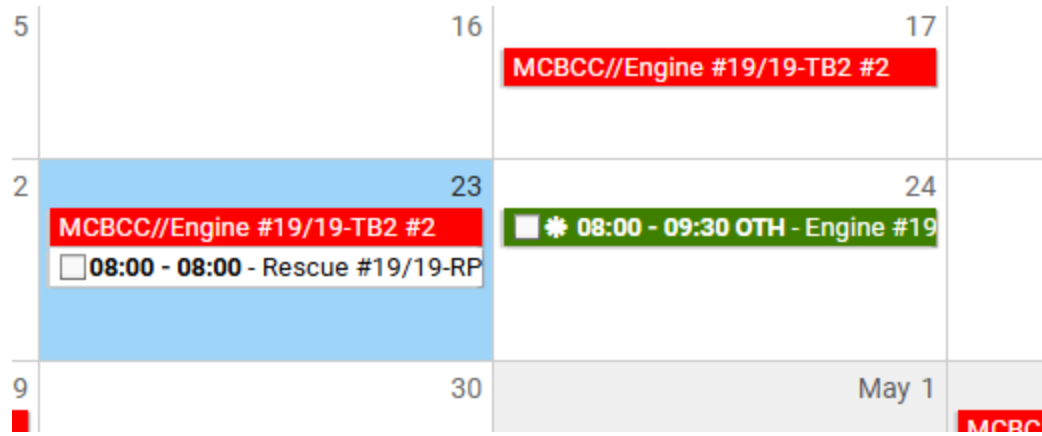 5
16
17
MCBCC//Engine #19/19-TB2 #2
2
23
24
MCBCC//Engine #19/19-TB2 #2
08:00 - 09:30 OTH - Engine #19
08:00 - 08:00 - Rescue #19/19-RP
9
30
May 1
MCBC